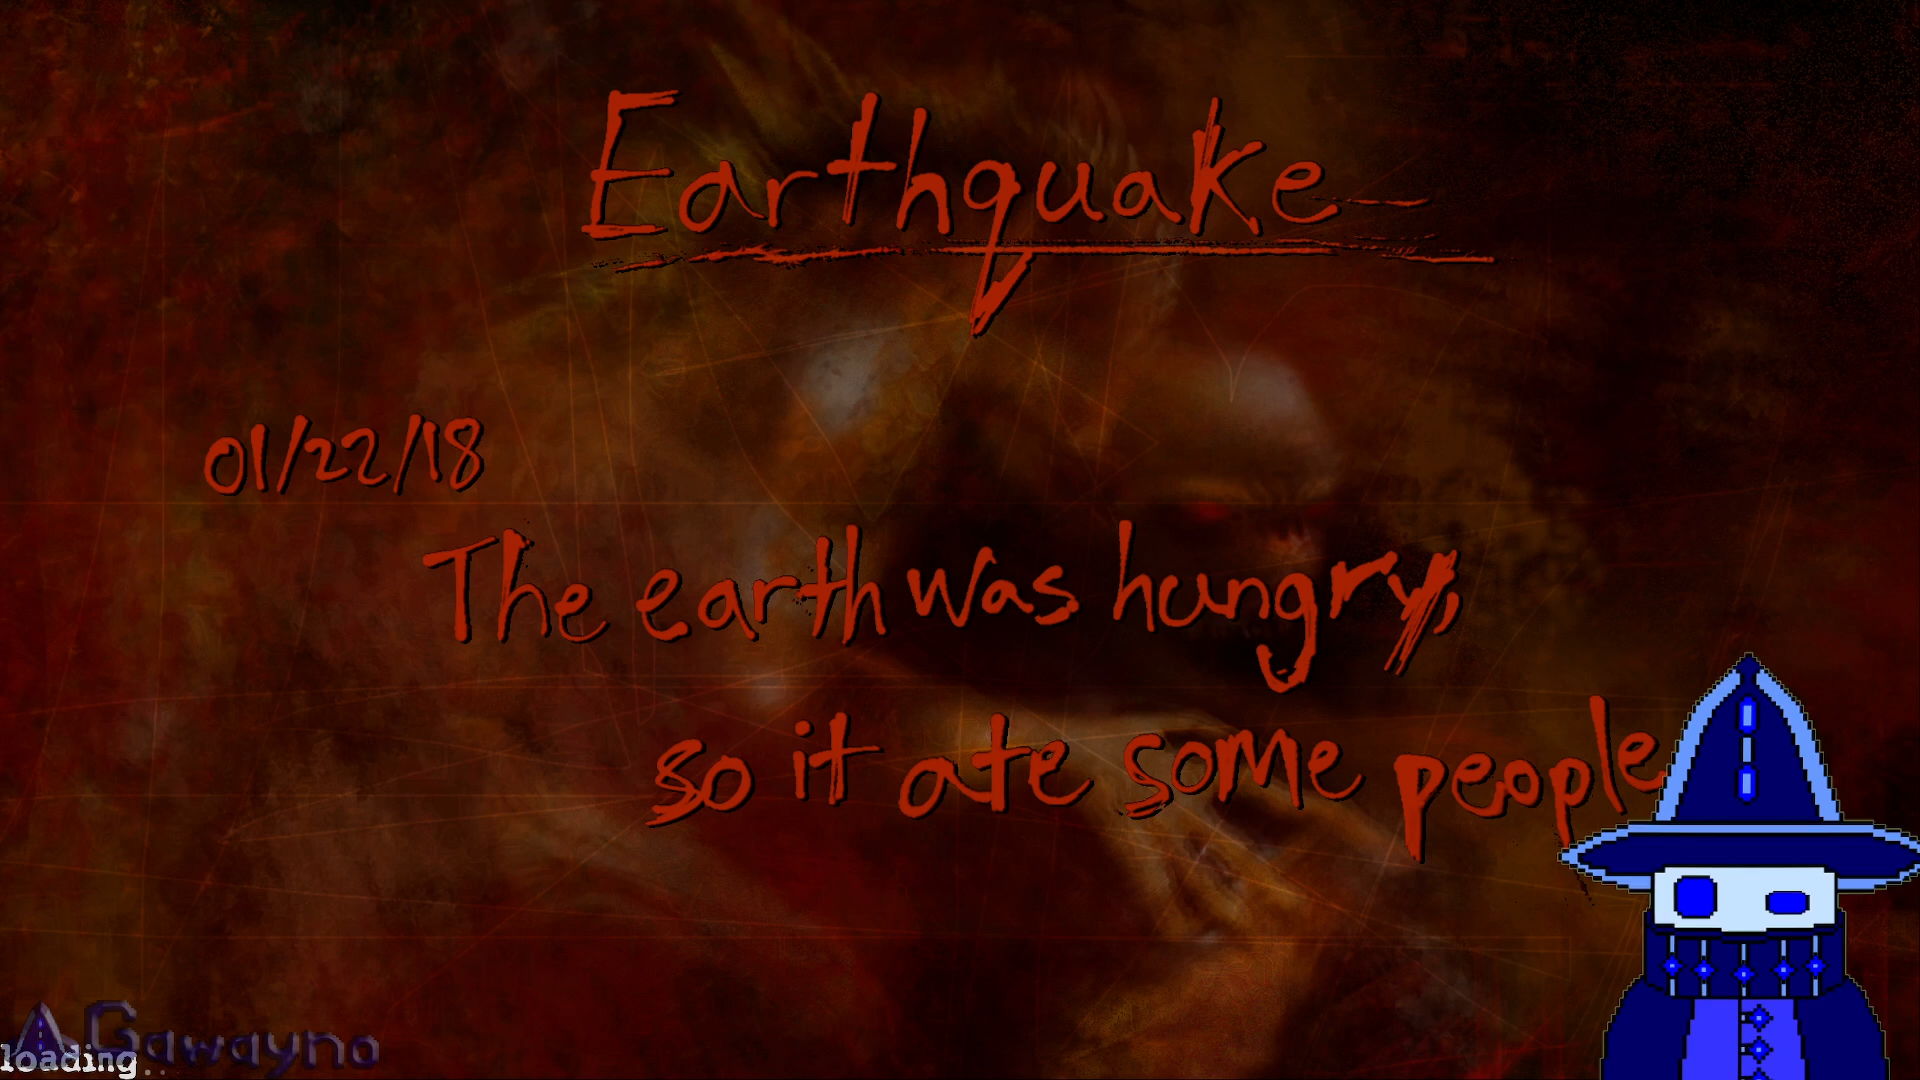 Earthquake
01/22/18
The earth was hungry,
so it ate some people
Gawayno
loading..